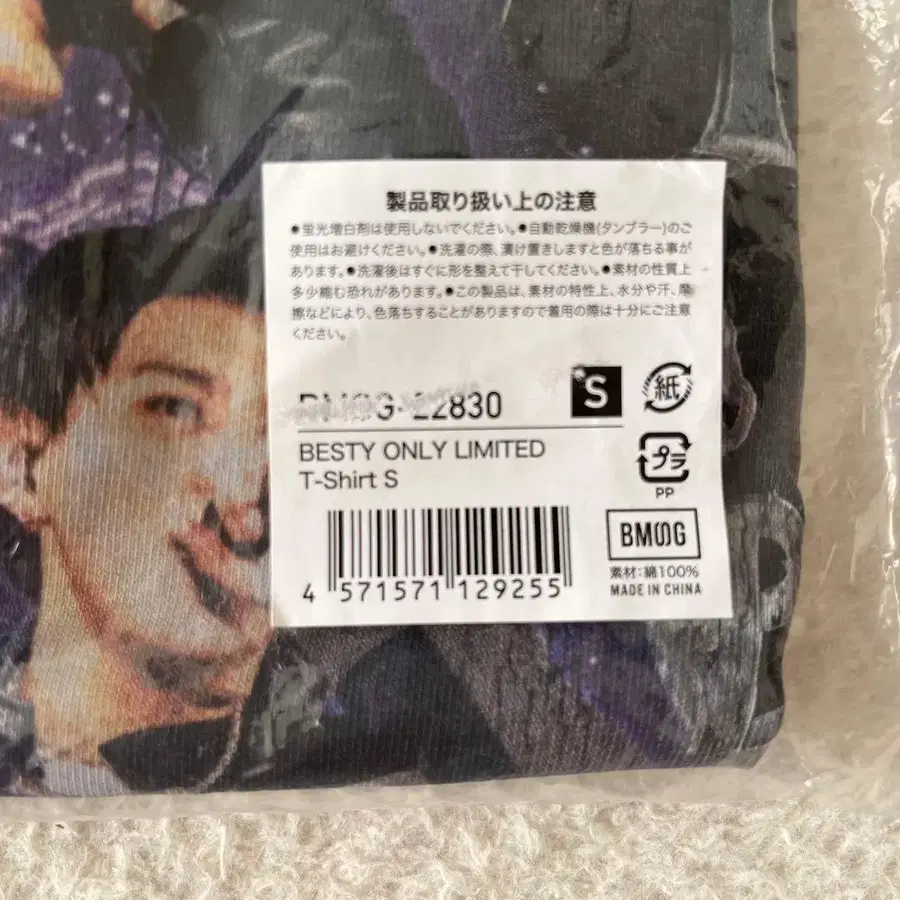 製品取り扱い上の注意
●蛍光増白剤は使用しないでください。●自動乾燥機(タンブラー)のご
使用はお避けください。●洗濯の際、漬け置きしますと色が落ちる事が
あります。●洗濯後はすぐに形を整えて干してください。●素材の性質上
多少縮む恐れがあります。●この製品は、素材の特性上、水分や汗、摩
擦などにより、色落ちすることがありますので着用の際は十分にご注意
ください。
BMSG-22830
S
紙
BESTY ONLY LIMITED
T-Shirt S
プラ
PP
BMSG
素材:綿100%
MADE IN CHINA
4 571571 129255